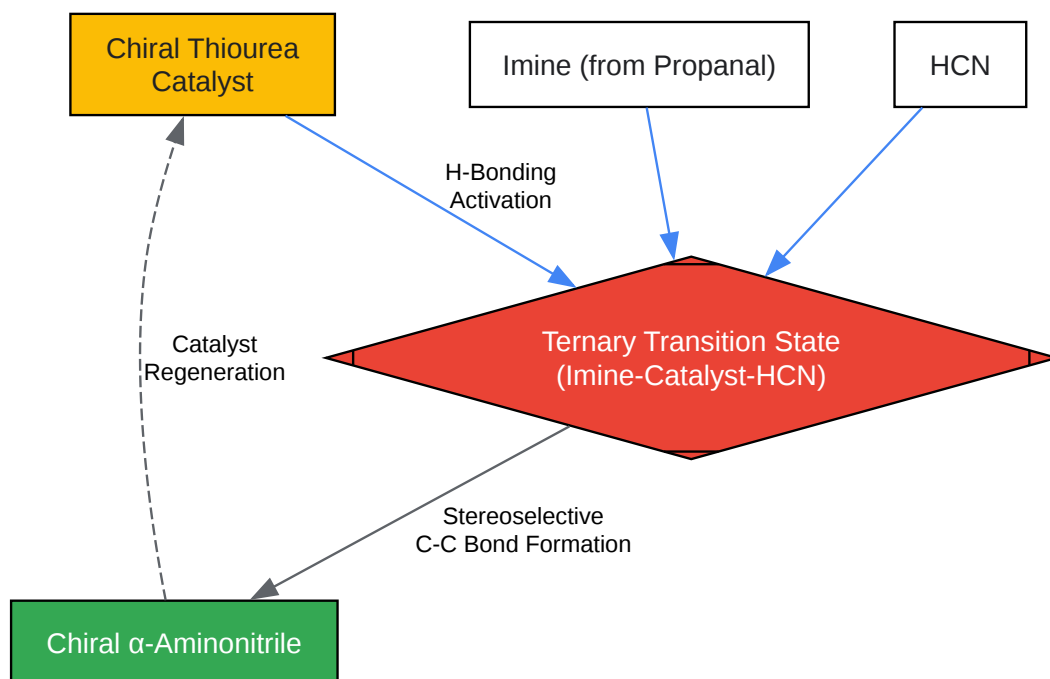 Chiral Thiourea
Catalyst
Imine (from Propanal)
HCN
H-Bonding
Activation
Ternary Transition State
(Imine-Catalyst-HCN)
Catalyst
Regeneration
Stereoselective
C-C Bond Formation
Chiral α-Aminonitrile